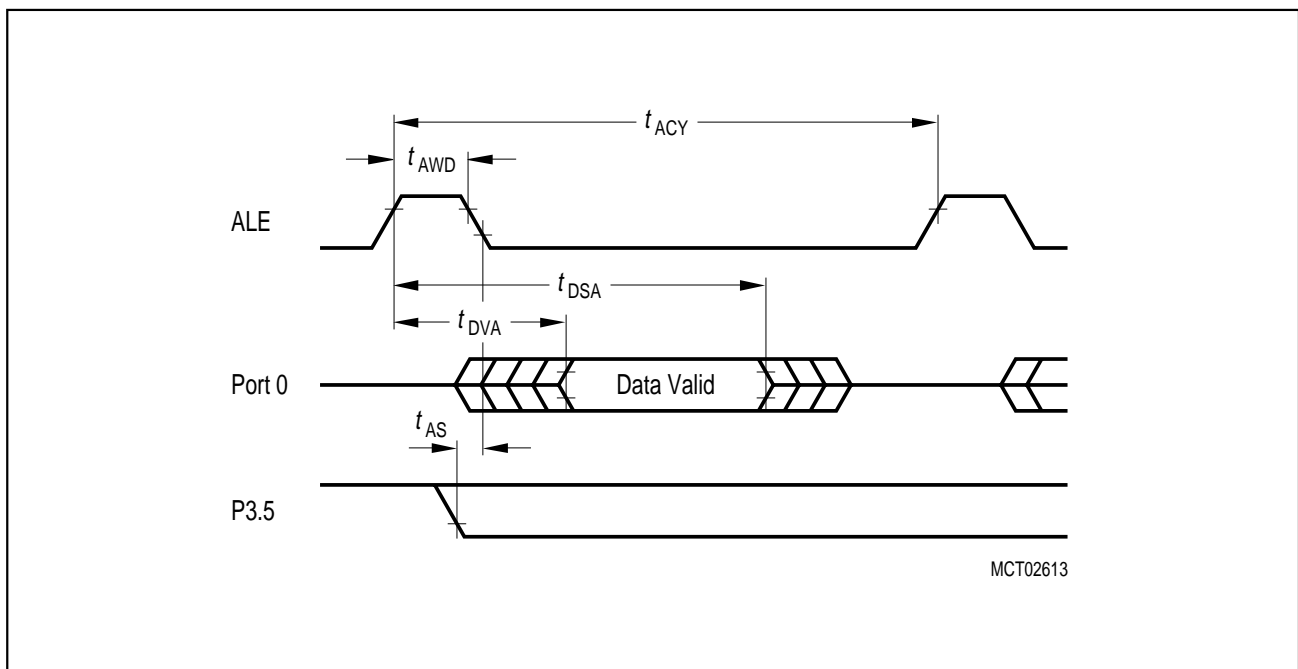 t ACY
t AWD
ALE
t DSA
t DVA
Port 0
Data Valid
t AS
P3.5
MCT02613